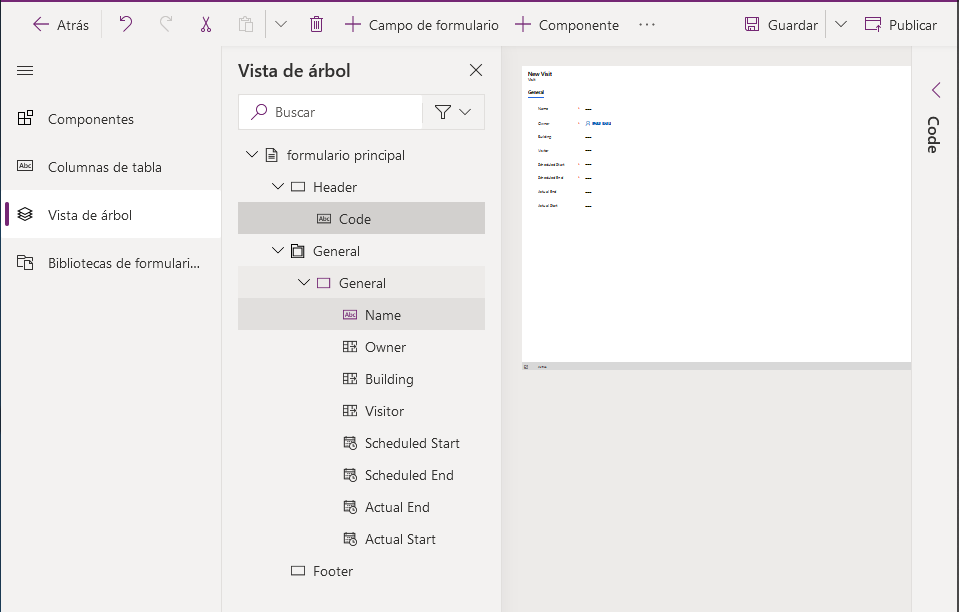 Atrás
Campo de formulario
Componente
Guardar
Publicar
Componentes
Columnas de tabla
Vista de árbol
Bibliotecas de formulari...
Vista de árbol
Buscar
formulario principal
Header
Abc Code
General
General
Abc Name
Owner
Building
Visitor
Scheduled Start
Scheduled End
Actual End
Actual Start
Footer
New Visit
Visit
General
Name * ---
Owner *
Building ---
Visitor ---
Scheduled Start * ---
Scheduled End * ---
Actual End ---
Actual Start ---
Code